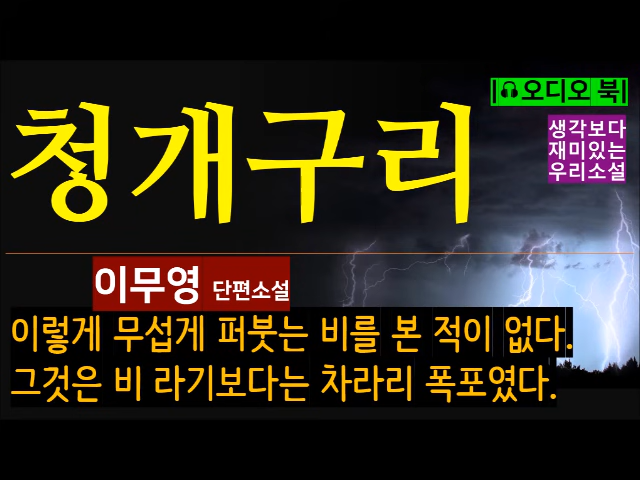 |🎧오디오 북|
생각보다
재미있는
우리소설
청개구리
이무영 단편소설
이렇게 무섭게 퍼붓는 비를 본 적이 없다.
그것은 비 라기보다는 차라리 폭포였다.